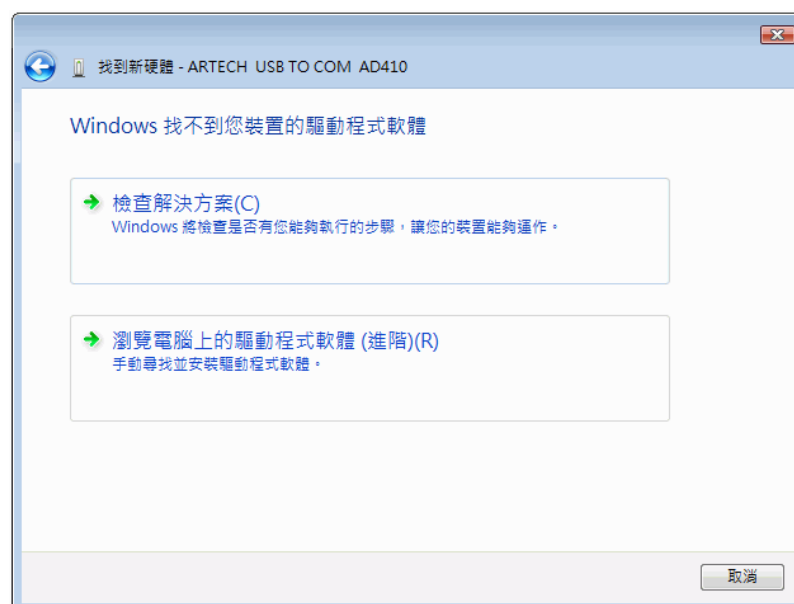 找到新硬體 - ARTECH  USB TO COM  AD410
Windows 找不到您裝置的驅動程式軟體
檢查解決方案(C)
Windows 將檢查是否有您能夠執行的步驟，讓您的裝置能夠運作。
瀏覽電腦上的驅動程式軟體 (進階)(R)
手動尋找並安裝驅動程式軟體。
取消